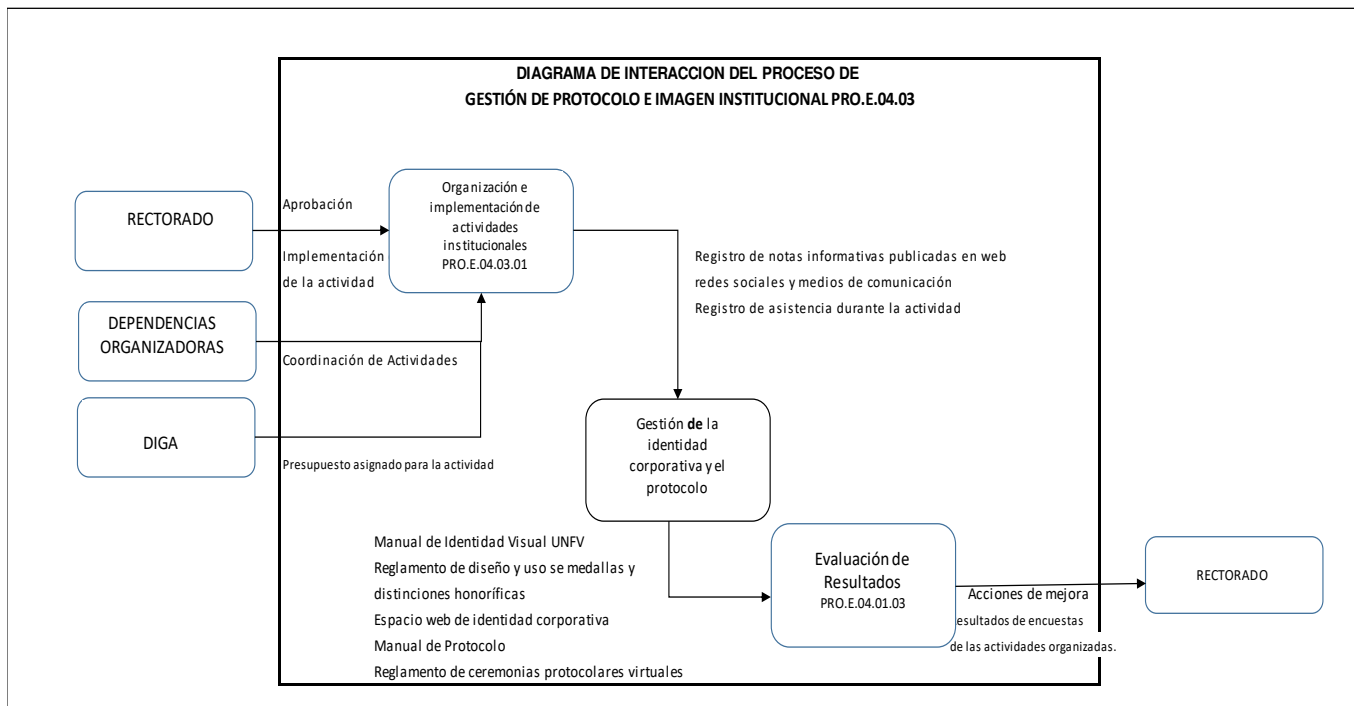 DIAGRAMA DE INTERACCION DEL PROCESO DE
GESTIÓN DE PROTOCOLO E IMAGEN INSTITUCIONAL PRO.E.04.03
RECTORADO
Aprobación
Implementación
de la actividad
Organización e
implementación de
actividades
institucionales
PRO.E.04.03.01
Registro de notas informativas publicadas en web
redes sociales y medios de comunicación
Registro de asistencia durante la actividad
DEPENDENCIAS
ORGANIZADORAS
Coordinación de Actividades
DIGA
Presupuesto asignado para la actividad
Gestión de la
identidad
corporativa y el
protocolo
Manual de Identidad Visual UNFV
Reglamento de diseño y uso se medallas y
distinciones honoríficas
Espacio web de identidad corporativa
Manual de Protocolo
Reglamento de ceremonias protocolares virtuales
Evaluación de
Resultados
PRO.E.04.01.03
Acciones de mejora
esultados de encuestas
de las actividades organizadas.
RECTORADO